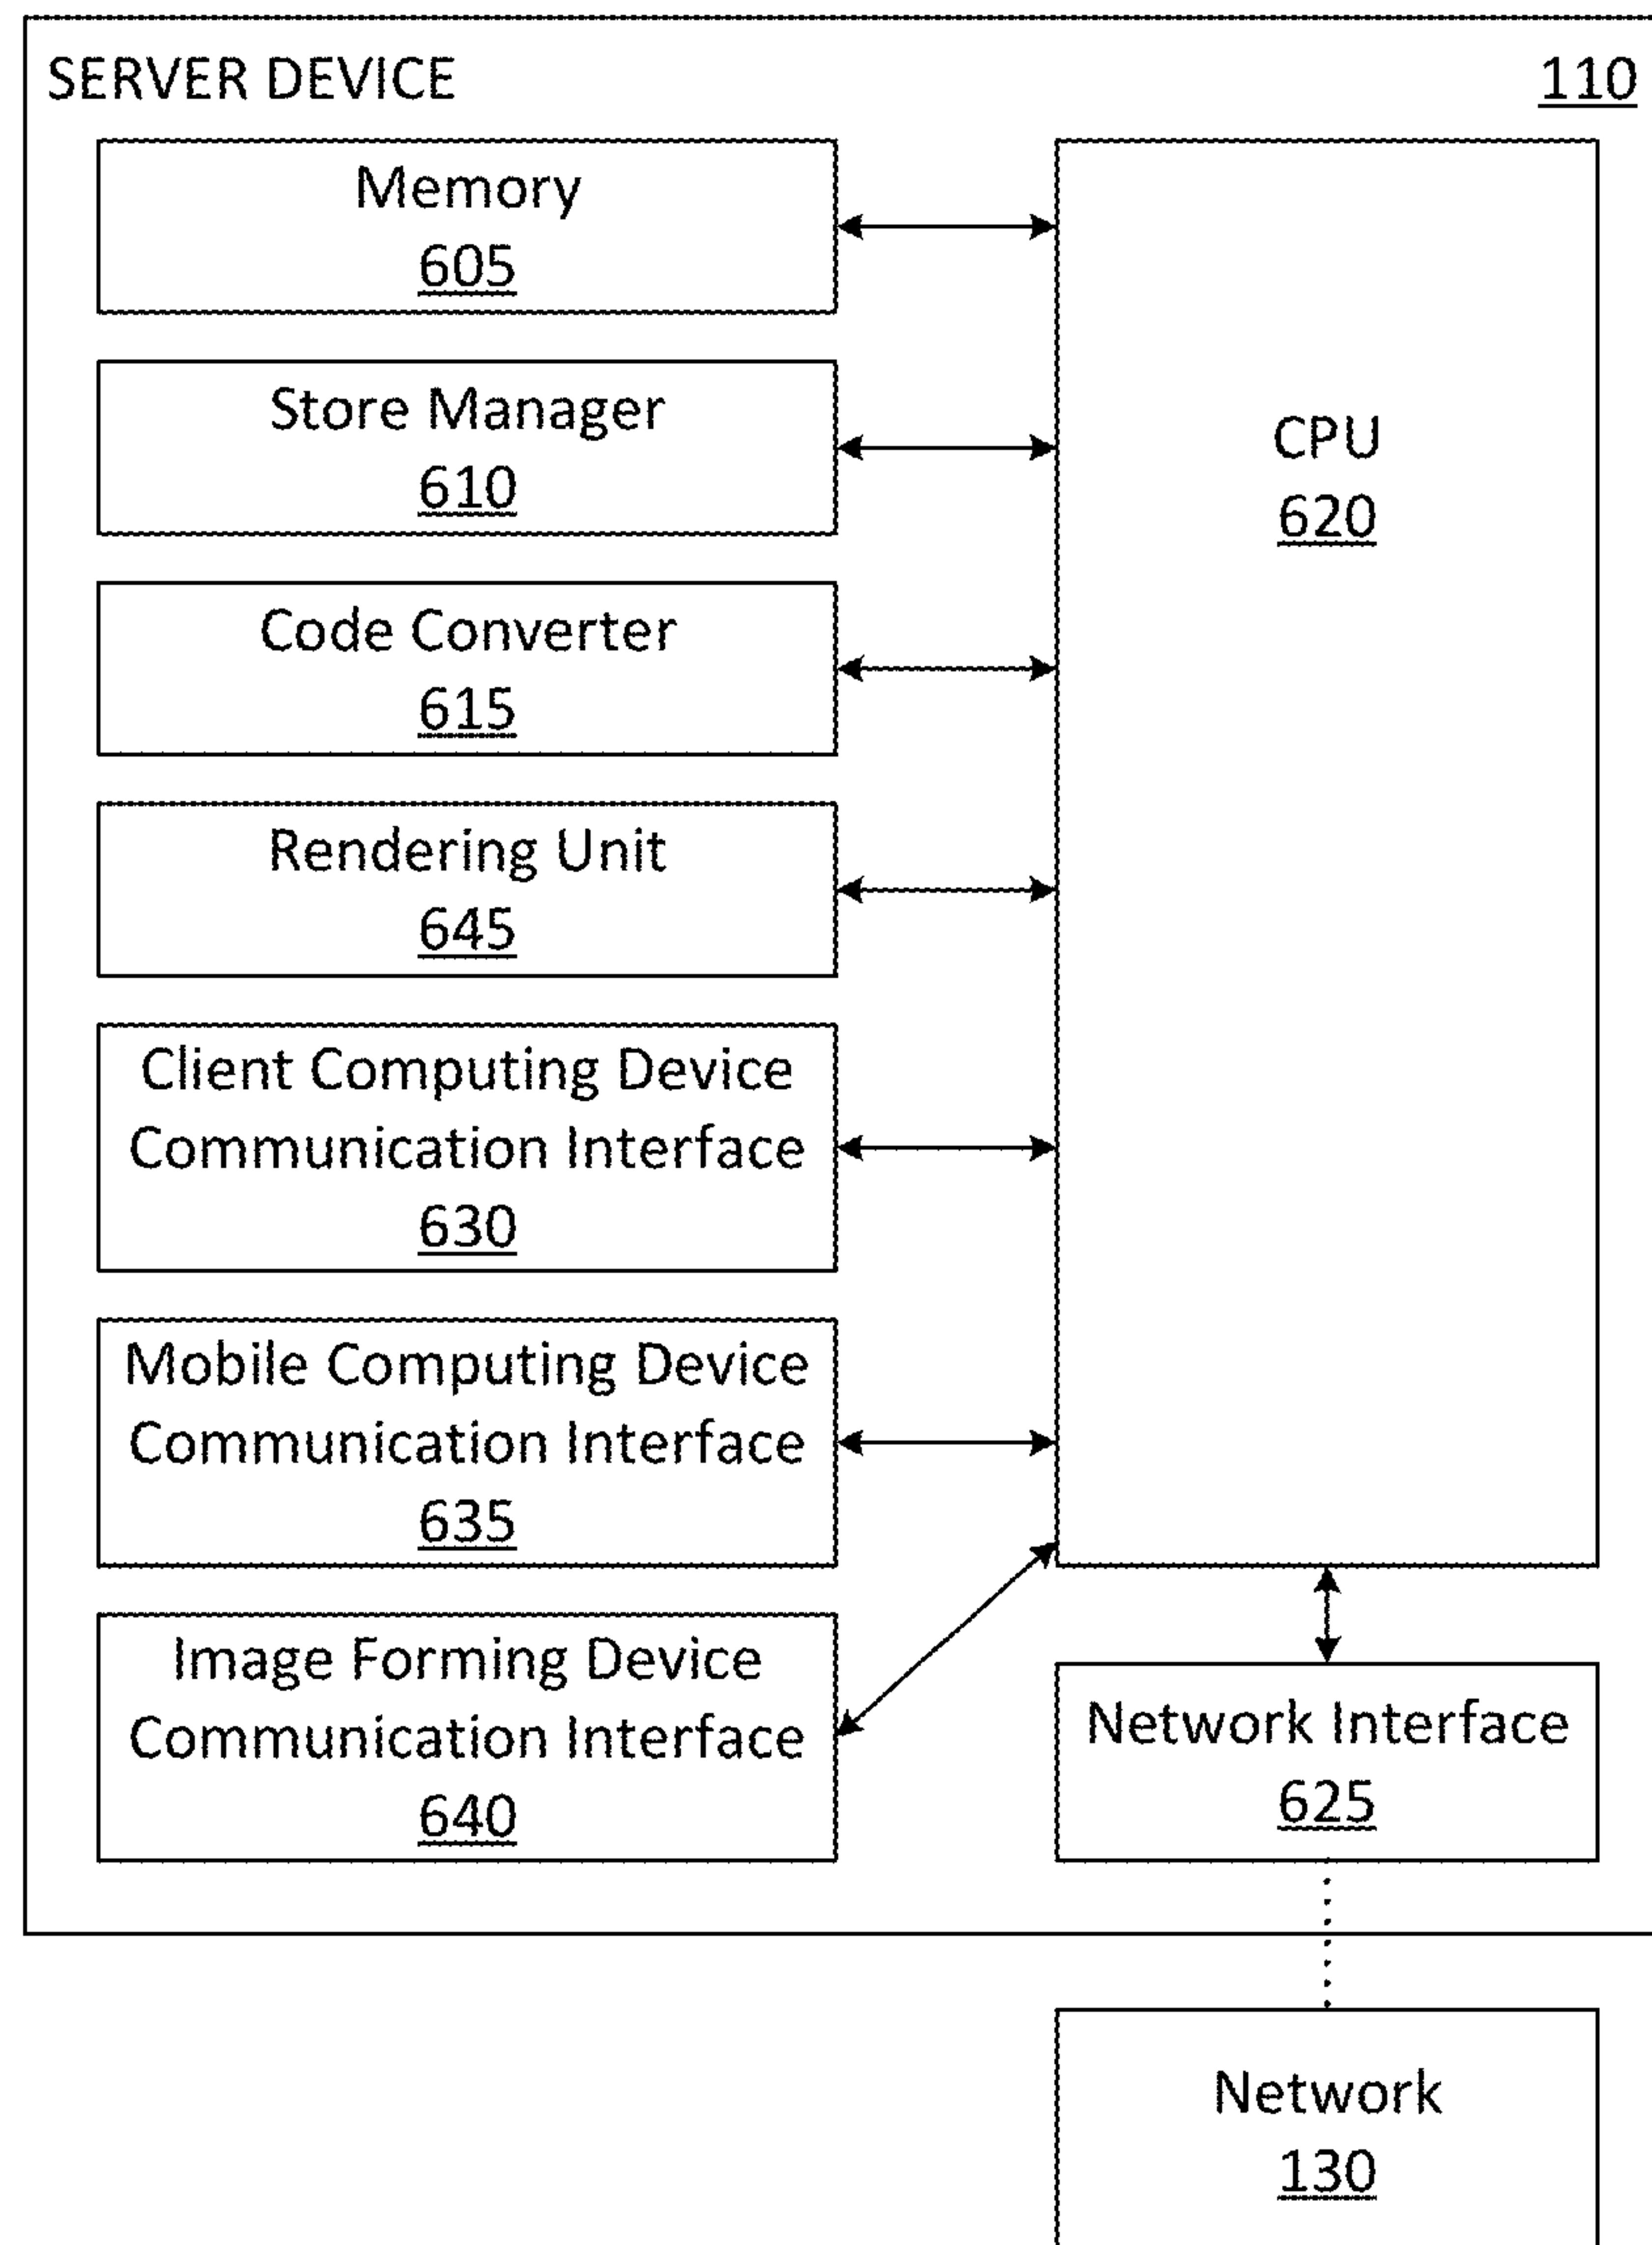 SERVER DEVICE
110
Memory
605
Store Manager
610
Code Converter
615
Rendering Unit
645
Client Computing Device
Communication Interface
630
Mobile Computing Device
Communication Interface
635
Image Forming Device
Communication Interface
640
CPU
620
Network Interface
625
Network
130